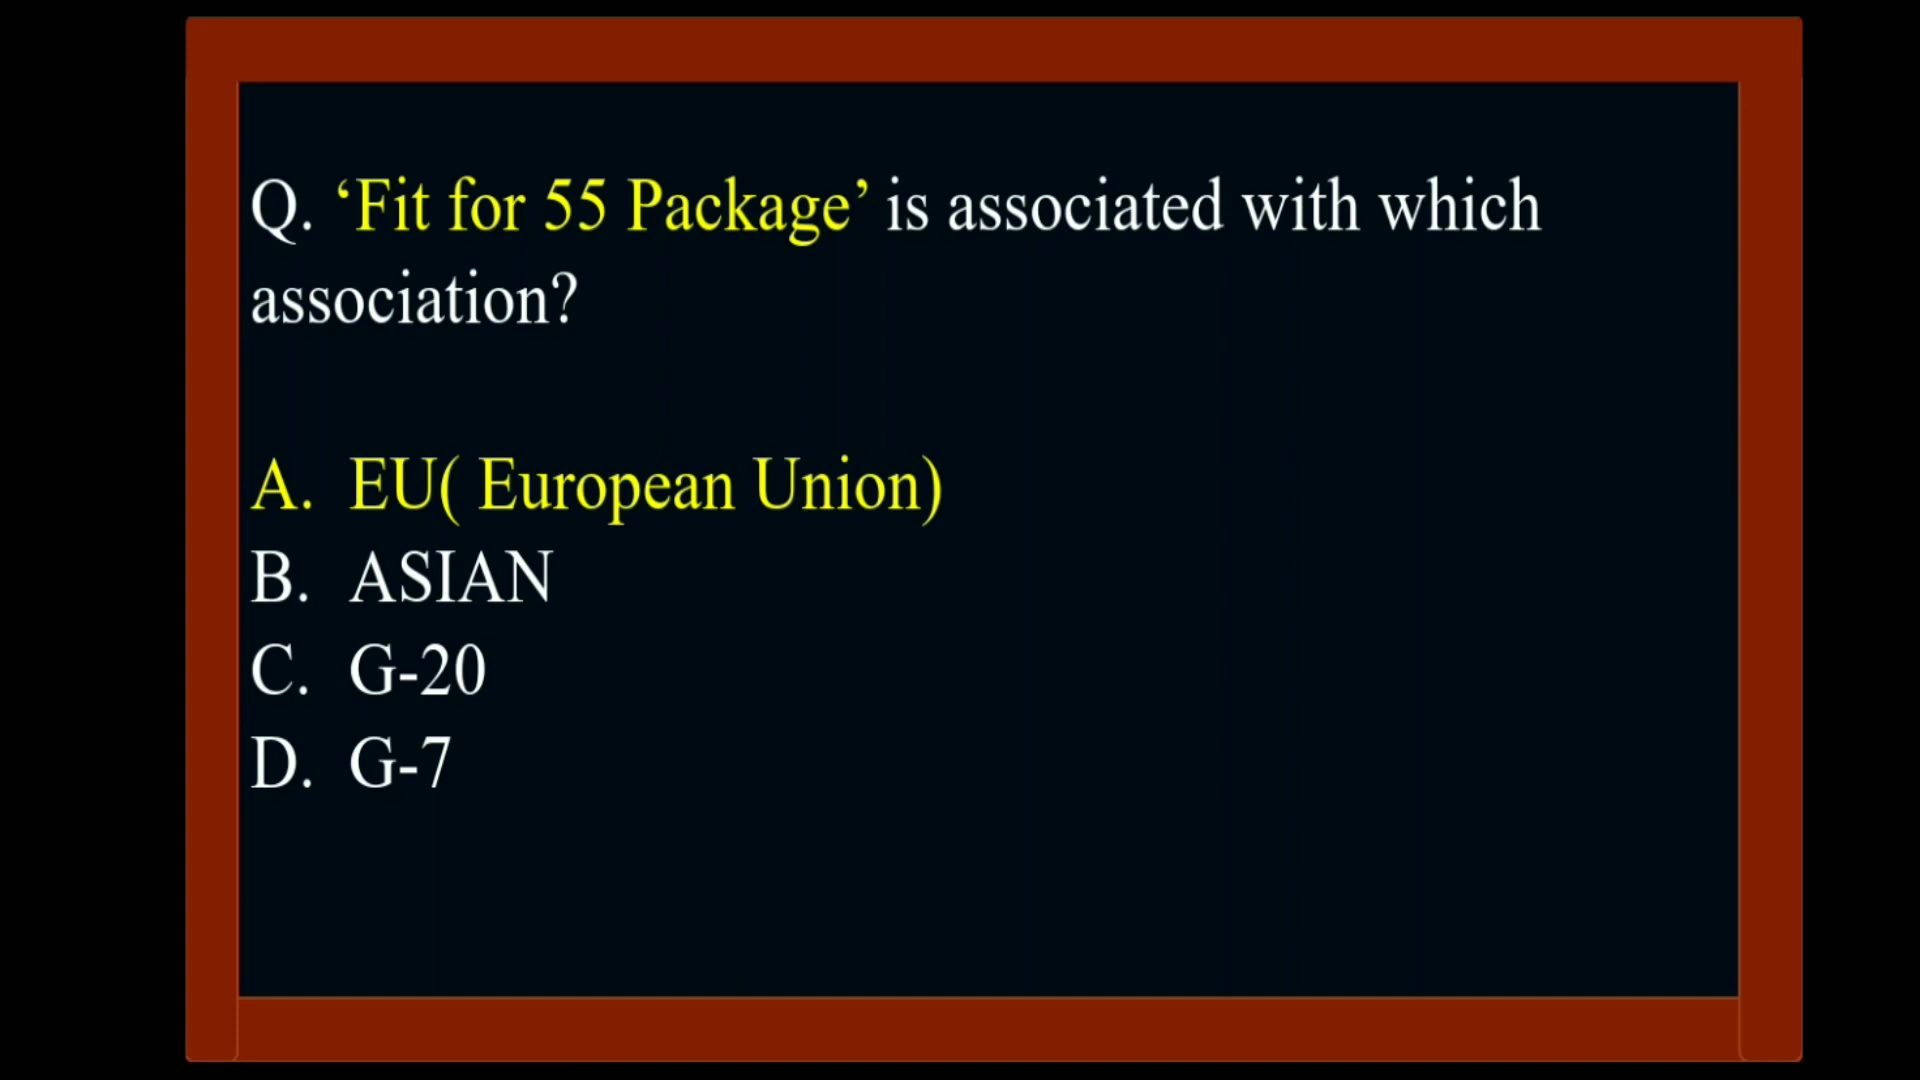 Q. ‘Fit for 55 Package’ is associated with which
association?
A. EU( European Union)
B. ASIAN
C. G-20
D. G-7